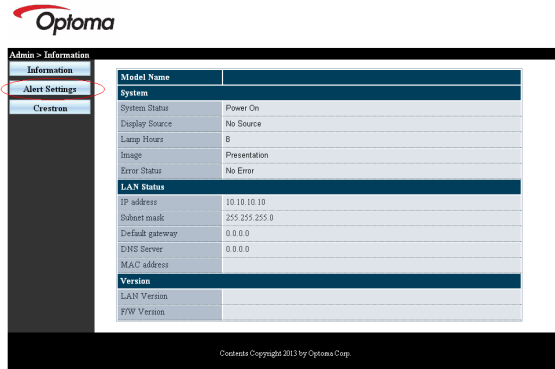 Optoma
Admin > Information
Information
Alert Settings
Crestron
Model Name
System
System Status Power On
Display Source No Source
Lamp Hours 8
Image Presentation
Error Status No Error
LAN Status
IP address 10.10.10.10
Subnet mask 255.255.255.0
Default gateway 0.0.0.0
DNS Server 0.0.0.0
MAC address
Version
LAN Version
F/W Version
Contents Copyright 2013 by Optoma Corp.